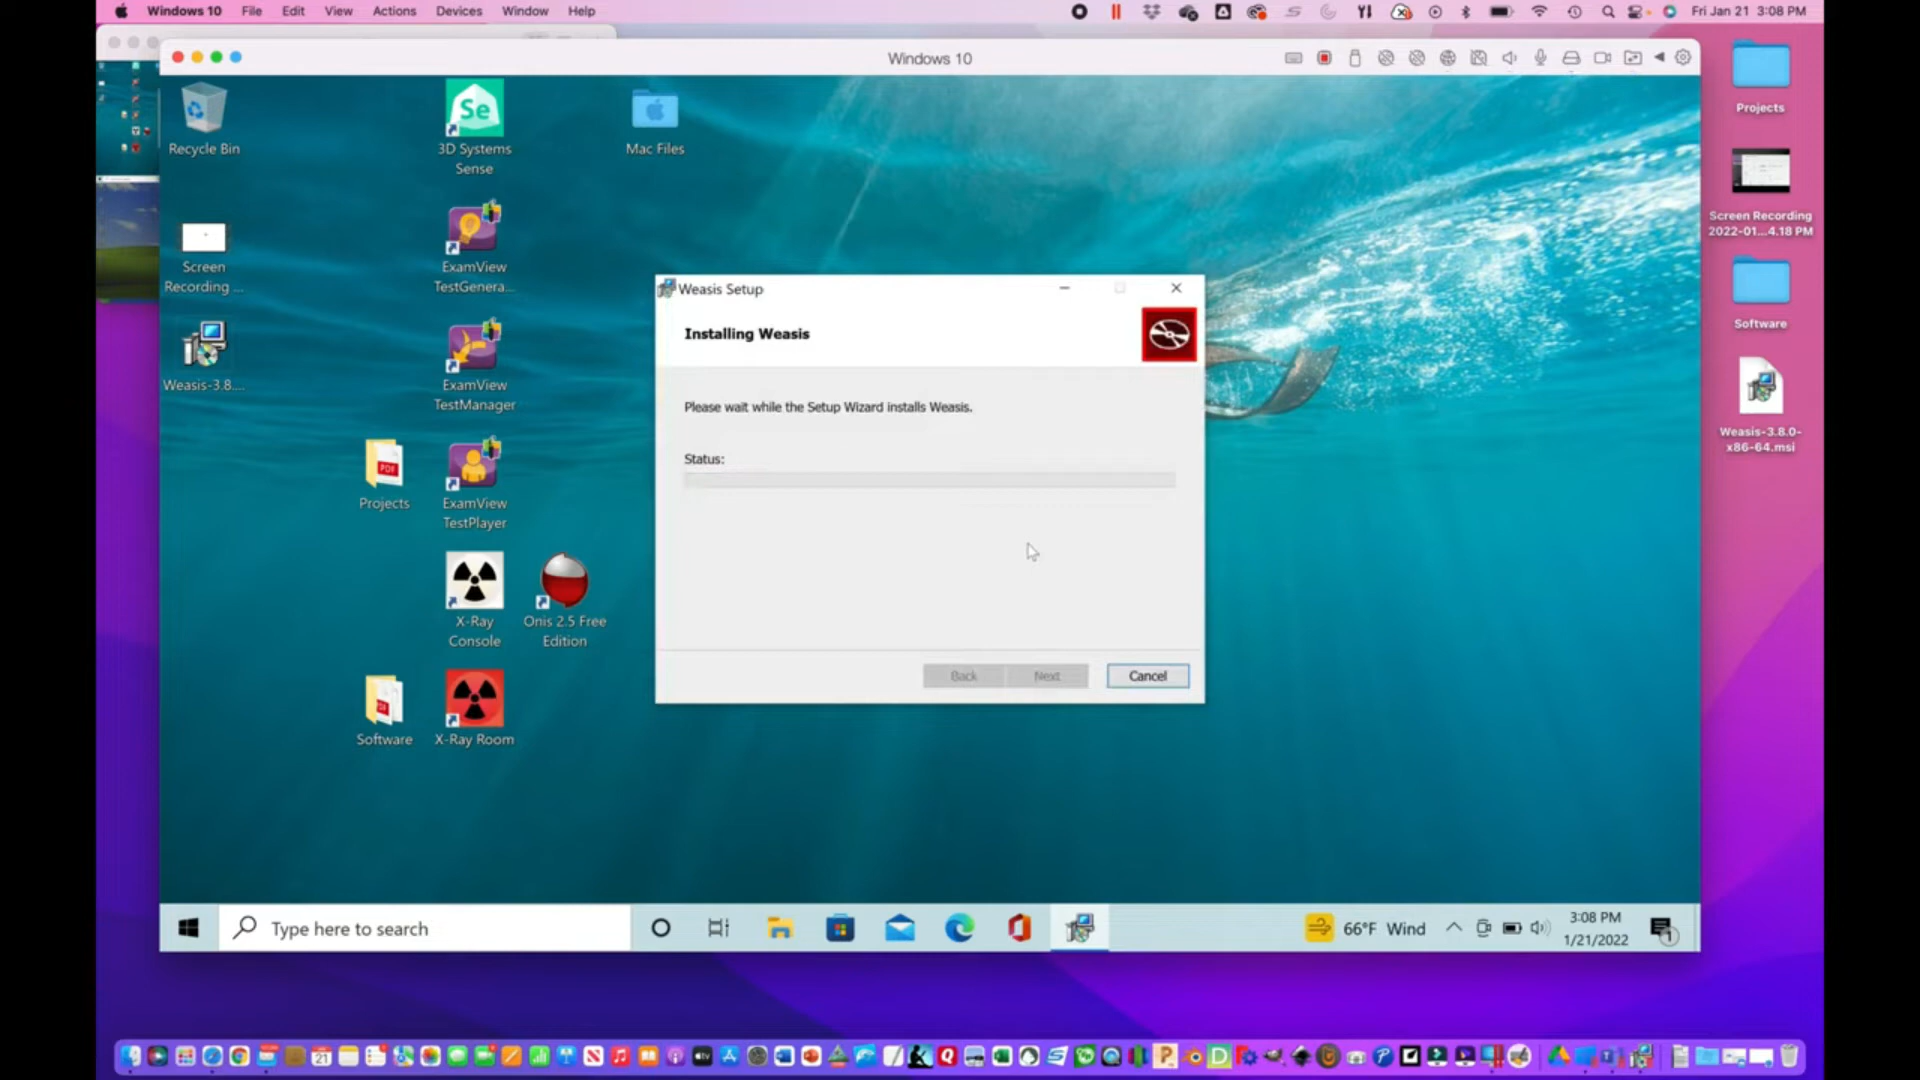 Windows 10 File Edit View Actions Devices Window Help
Fri Jan 21 3:08 PM
Windows 10
Recycle Bin
Screen
Recording ...
Weasis-3.8....
Projects
Software
3D Systems
Sense
ExamView
TestGenera...
ExamView
TestManager
ExamView
TestPlayer
X-Ray
Console
X-Ray Room
Onis 2.5 Free
Edition
Mac Files
Weasis Setup
Installing Weasis
Please wait while the Setup Wizard installs Weasis.
Status:
Back Next Cancel
Projects
Screen Recording
2022-01...4.18 PM
Software
Weasis-3.8.0-
x86-64.msi
Type here to search
66°F Wind
3:08 PM
1/21/2022